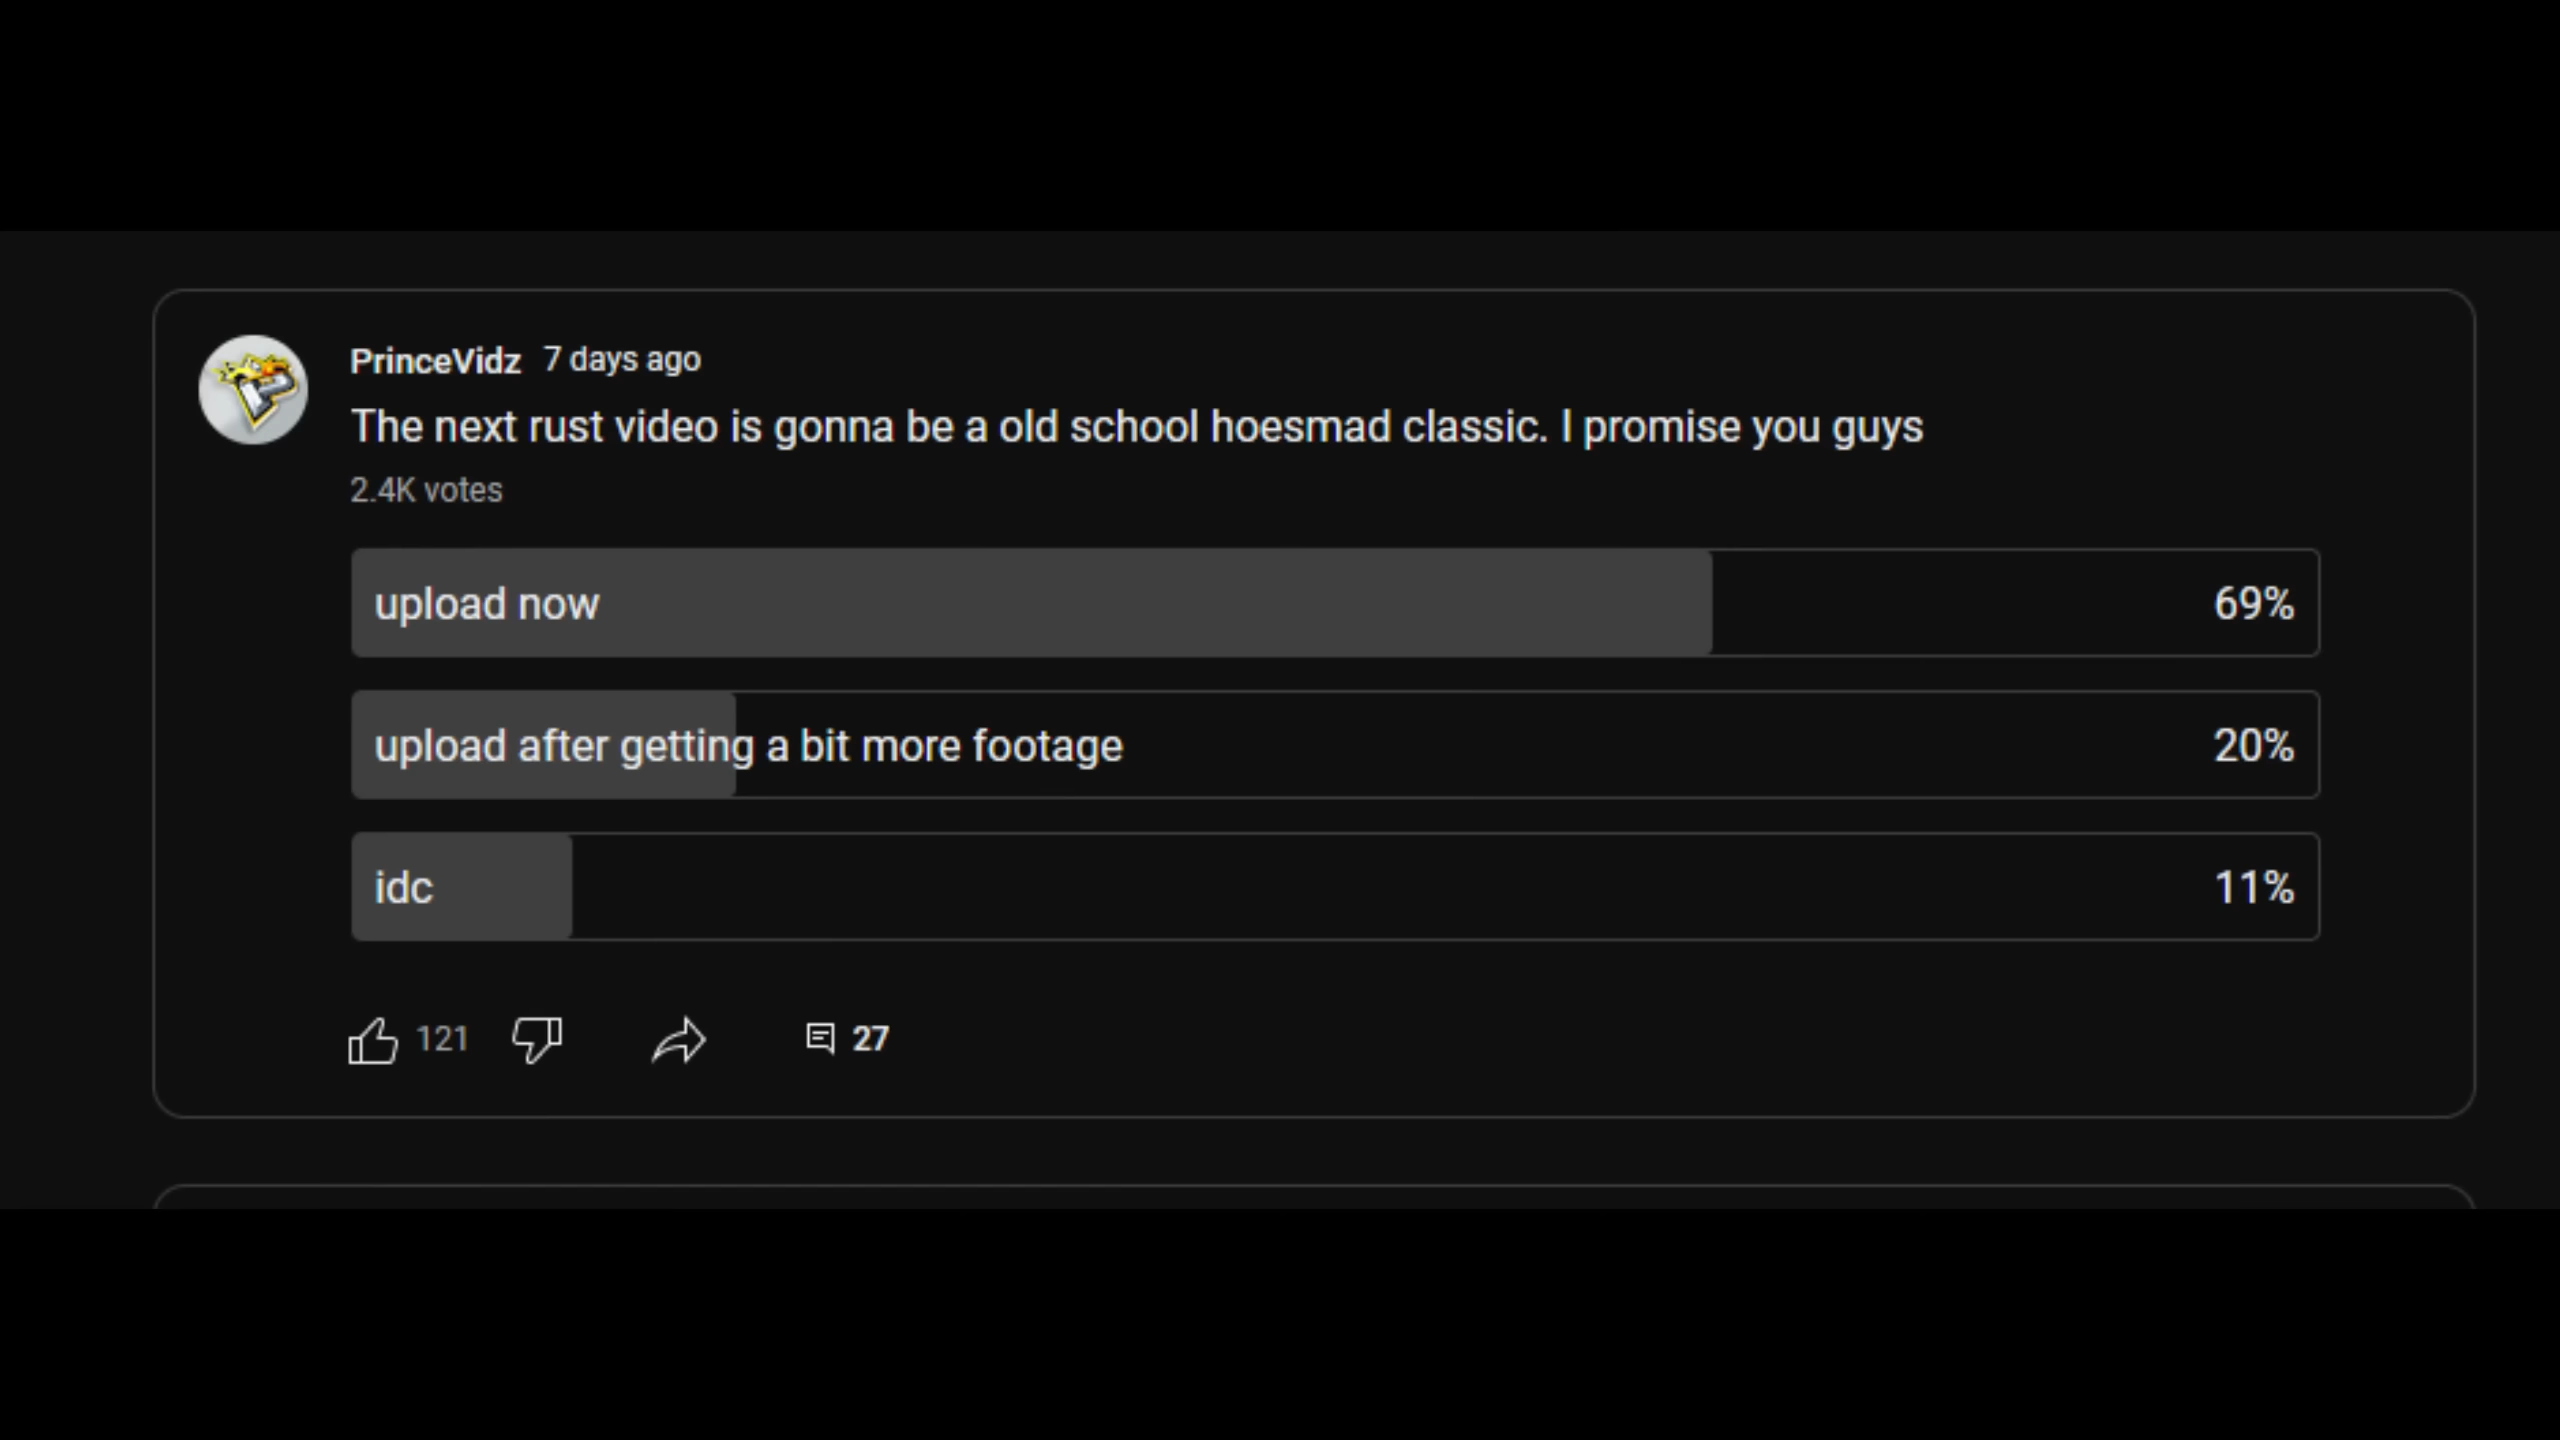 PrinceVidz 7 days ago
The next rust video is gonna be a old school hoesmad classic. I promise you guys
2.4K votes
upload now 69%
upload after getting a bit more footage 20%
idc 11%
121 27